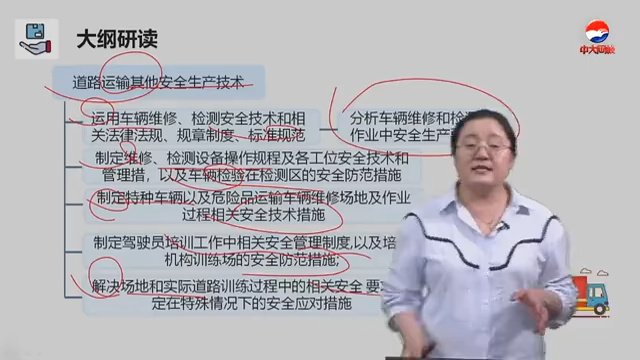 大纲研读
中大网校
道路运输其他安全生产技术
运用车辆维修、检测安全技术和相
关法律法规、规章制度、标准规范
分析车辆维修和检
作业中安全生产
制定维修、检测设备操作规程及各工位安全技术和
管理措，以及车辆检验在检测区的安全防范措施
制定特种车辆以及危险品运输车辆维修场地及作业
过程相关安全技术措施
制定驾驶员培训工作中相关安全管理制度,以及培
机构训练场的安全防范措施;
解决场地和实际道路训练过程中的相关安全 要
定在特殊情况下的安全应对措施